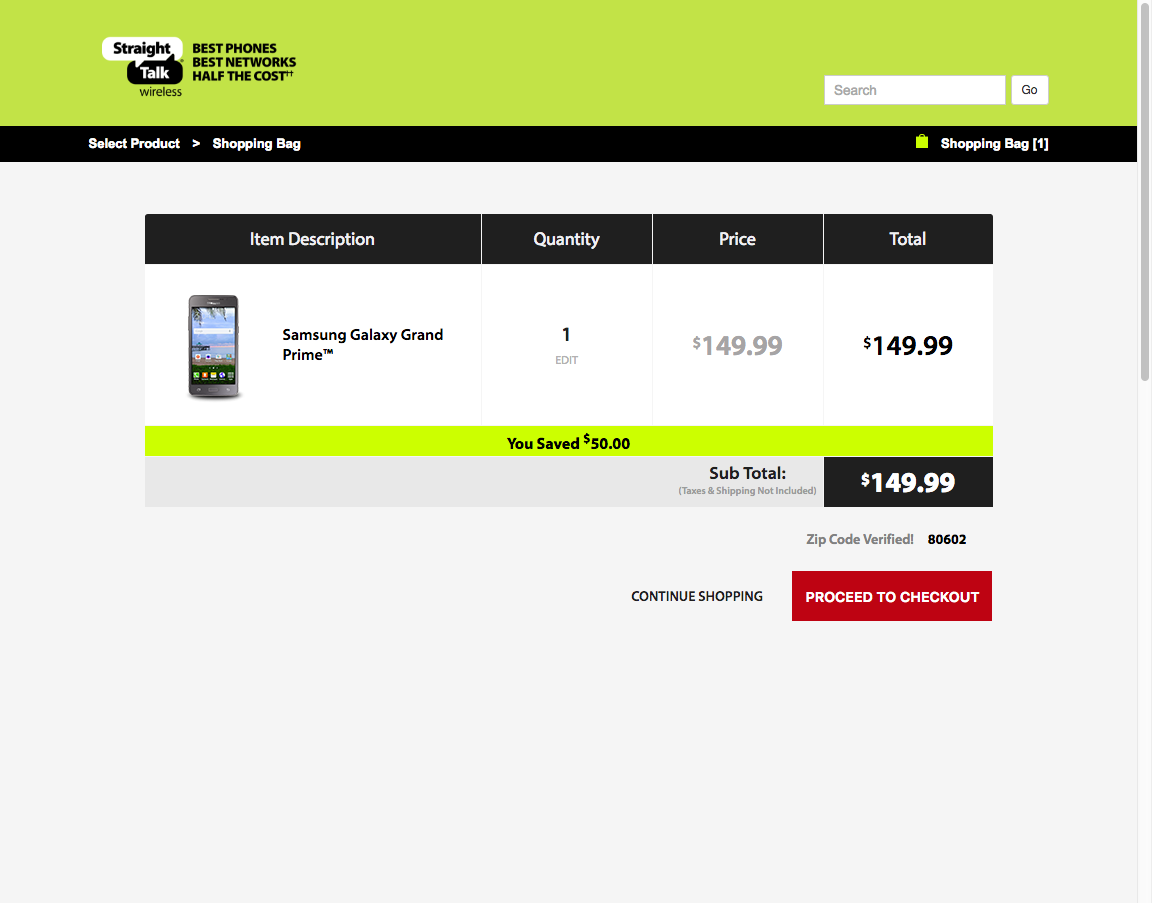 Straight Talk wireless
BEST PHONES
BEST NETWORKS
HALF THE COST††
Search
Go
Select Product > Shopping Bag
Shopping Bag [1]
Item Description
Quantity
Price
Total
Samsung Galaxy Grand
Prime™
1
EDIT
$149.99
$149.99
You Saved $50.00
Sub Total:
(Taxes & Shipping Not Included)
$149.99
Zip Code Verified! 80602
CONTINUE SHOPPING
PROCEED TO CHECKOUT